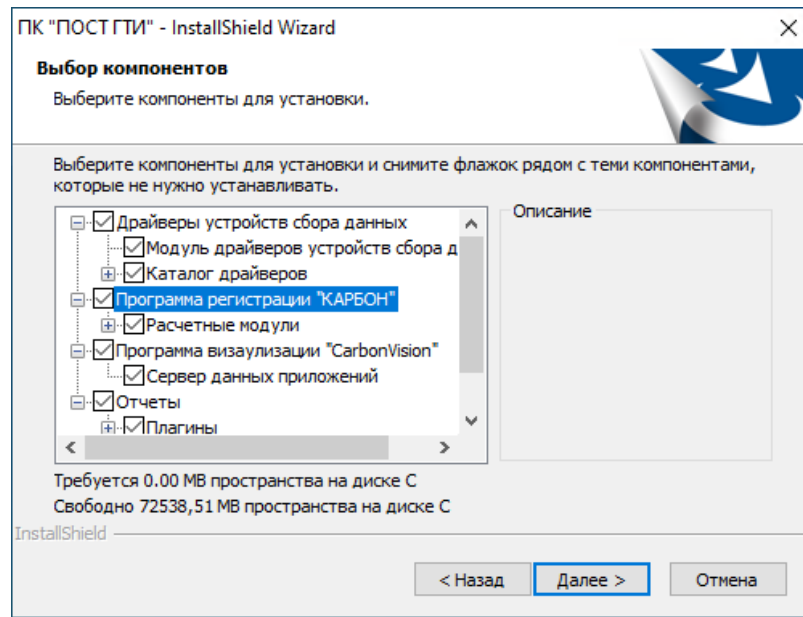 ПК "ПОСТ ГТИ" - InstallShield Wizard
Выбор компонентов
Выберите компоненты для установки.
Выберите компоненты для установки и снимите флажок рядом с теми компонентами,
которые не нужно устанавливать.
Драйверы устройств сбора данных
Модуль драйверов устройств сбора д
Каталог драйверов
Программа регистрации "КАРБОН"
Расчетные модули
Программа визаулизации "CarbonVision"
Сервер данных приложений
Отчеты
Плагины
Описание
Требуется 0.00 MB пространства на диске C
Свободно 72538,51 MB пространства на диске C
InstallShield
< Назад
Далее >
Отмена